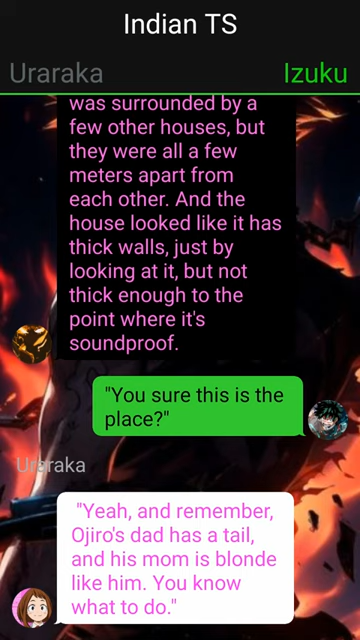 Indian TS
Uraraka
Izuku
was surrounded by a
few other houses, but
they were all a few
meters apart from
each other. And the
house looked like it has
thick walls, just by
looking at it, but not
thick enough to the
point where it's
soundproof.
"You sure this is the
place?"
Uraraka
"Yeah, and remember,
Ojiro's dad has a tail,
and his mom is blonde
like him. You know
what to do."